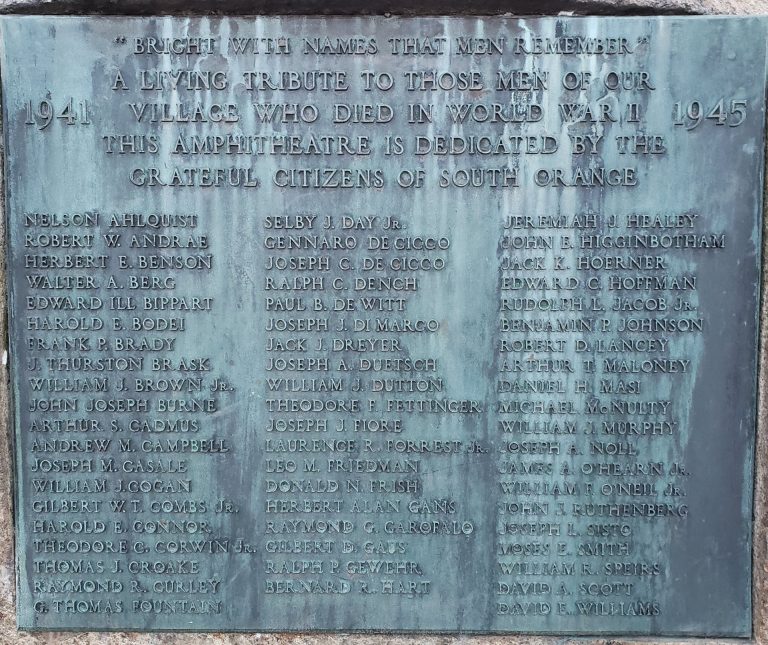 "BRIGHT WITH NAMES THAT MEN REMEMBER"
A LIVING TRIBUTE TO THOSE MEN OF OUR
1941 VILLAGE WHO DIED IN WORLD WAR II 1945
THIS AMPHITHEATRE IS DEDICATED BY THE
GRATEFUL CITIZENS OF SOUTH ORANGE
NELSON AHLQUIST
ROBERT W. ANDRAE
HERBERT E. BENSON
WALTER A. BERG
EDWARD ILL BIPPART
HAROLD E. BODEI
FRANK P. BRADY
J. THURSTON BRASK
WILLIAM J. BROWN Jr.
JOHN JOSEPH BURNE
ARTHUR S. CADMUS
ANDREW M. CAMPBELL
JOSEPH M. CASALE
WILLIAM J. COGAN
GILBERT W. T. COMBS Jr.
HAROLD E. CONNOR
THEODORE C. CORWIN Jr.
THOMAS J. CROAKE
RAYMOND R. CURLEY
G. THOMAS FOUNTAIN
SELBY J. DAY Jr.
GENNARO DE CICCO
JOSEPH C. DE CICCO
RALPH C. DENCH
PAUL B. DE WITT
JOSEPH J. DI MARCO
JACK J. DREYER
JOSEPH A. DUETSCH
WILLIAM J. DUTTON
THEODORE F. FETTINGER
JOSEPH J. FIORE
LAURENCE R. FORREST Jr.
LEO M. FRIEDMAN
DONALD N. FRISH
HERBERT ALAN GANS
RAYMOND G. GAROFALO
GILBERT D. GAUS
RALPH P. GEWEHR
BERNARD R. HART
JEREMIAH J. HEALEY
JOHN E. HIGGINBOTHAM
JACK K. HOERNER
EDWARD C. HOFFMAN
RUDOLPH L. JACOB Jr.
BENJAMIN P. JOHNSON
ROBERT D. LANCEY
ARTHUR T. MALONEY
DANIEL H. MASI
MICHAEL McNULTY
WILLIAM J. MURPHY
JOSEPH A. NOLL
JAMES A. O'HEARN Jr.
WILLIAM F. O'NEIL Jr.
JOHN J. RUTHENBERG
JOSEPH L. SISTO
MOSES E. SMITH
WILLIAM R. SPEIRS
DAVID A. SCOTT
DAVID F. WILLIAMS